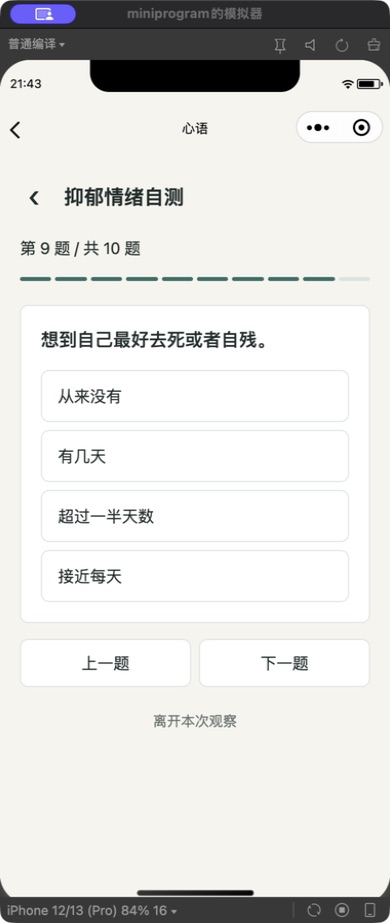 miniprogram的模拟器
普通编译
21:43
心语
抑郁情绪自测
第 9 题 / 共 10 题
想到自己最好去死或者自残。
从来没有
有几天
超过一半天数
接近每天
上一题
下一题
离开本次观察
iPhone 12/13 (Pro) 84% 16